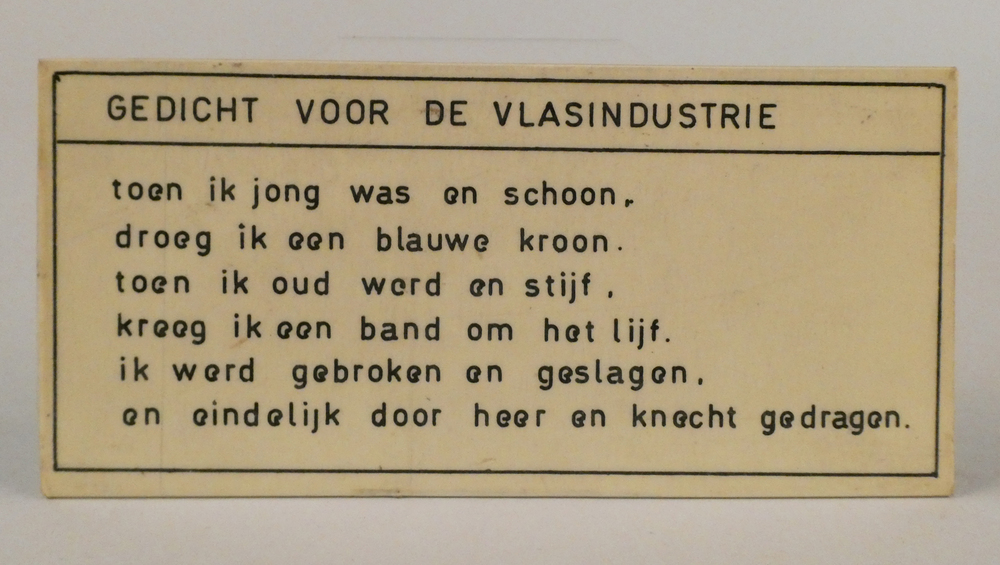 GEDICHT VOOR DE VLASINDUSTRIE
toen ik jong was en schoon,
droeg ik een blauwe kroon.
toen ik oud werd en stijf,
kreeg ik een band om het lijf.
ik werd gebroken en geslagen,
en eindelijk door heer en knecht gedragen.